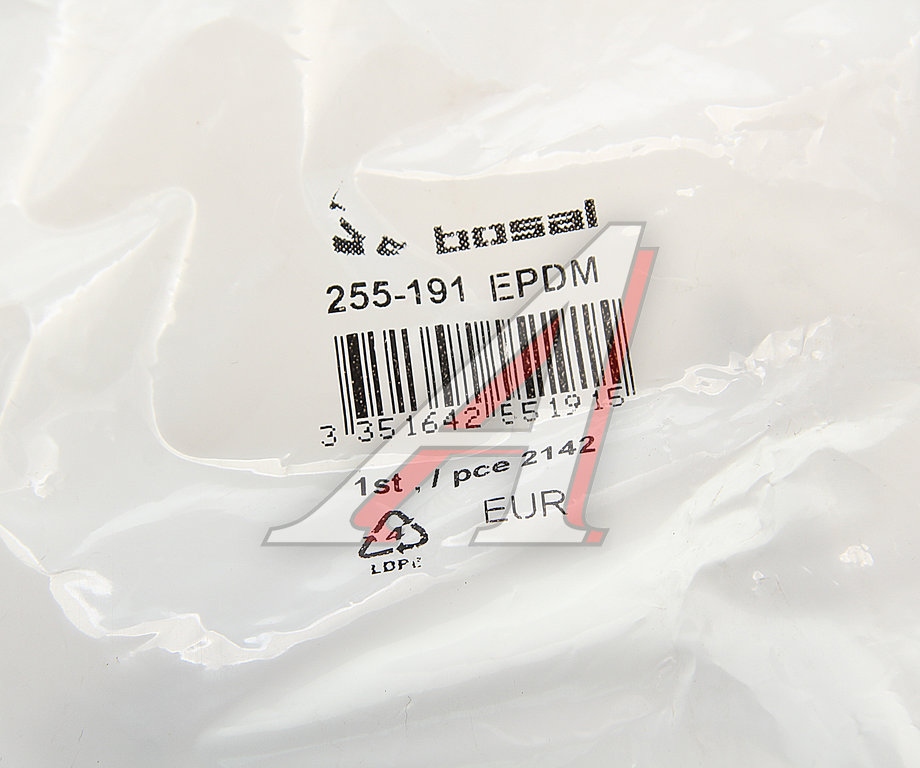 bosal
255-191 EPDM
3 351642 551915
1st . / pce 2142
EUR
4
LDPE